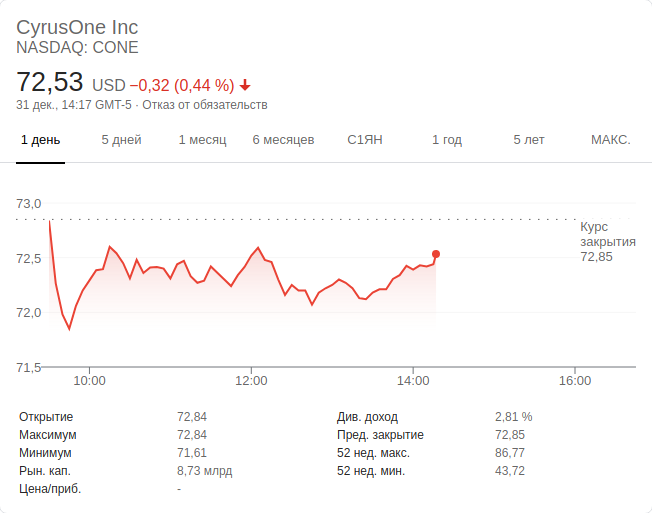 CyrusOne Inc
NASDAQ: CONE
72,53 USD −0,32 (0,44 %)
31 дек., 14:17 GMT-5 · Отказ от обязательств
1 день 5 дней 1 месяц 6 месяцев С1ЯН 1 год 5 лет МАКС.
73,0
72,5
72,0
71,5
Курс
закрытия
72,85
10:00 12:00 14:00 16:00
Открытие 72,84 Див. доход 2,81 %
Максимум 72,84 Пред. закрытие 72,85
Минимум 71,61 52 нед. макс. 86,77
Рын. кап. 8,73 млрд 52 нед. мин. 43,72
Цена/приб. -